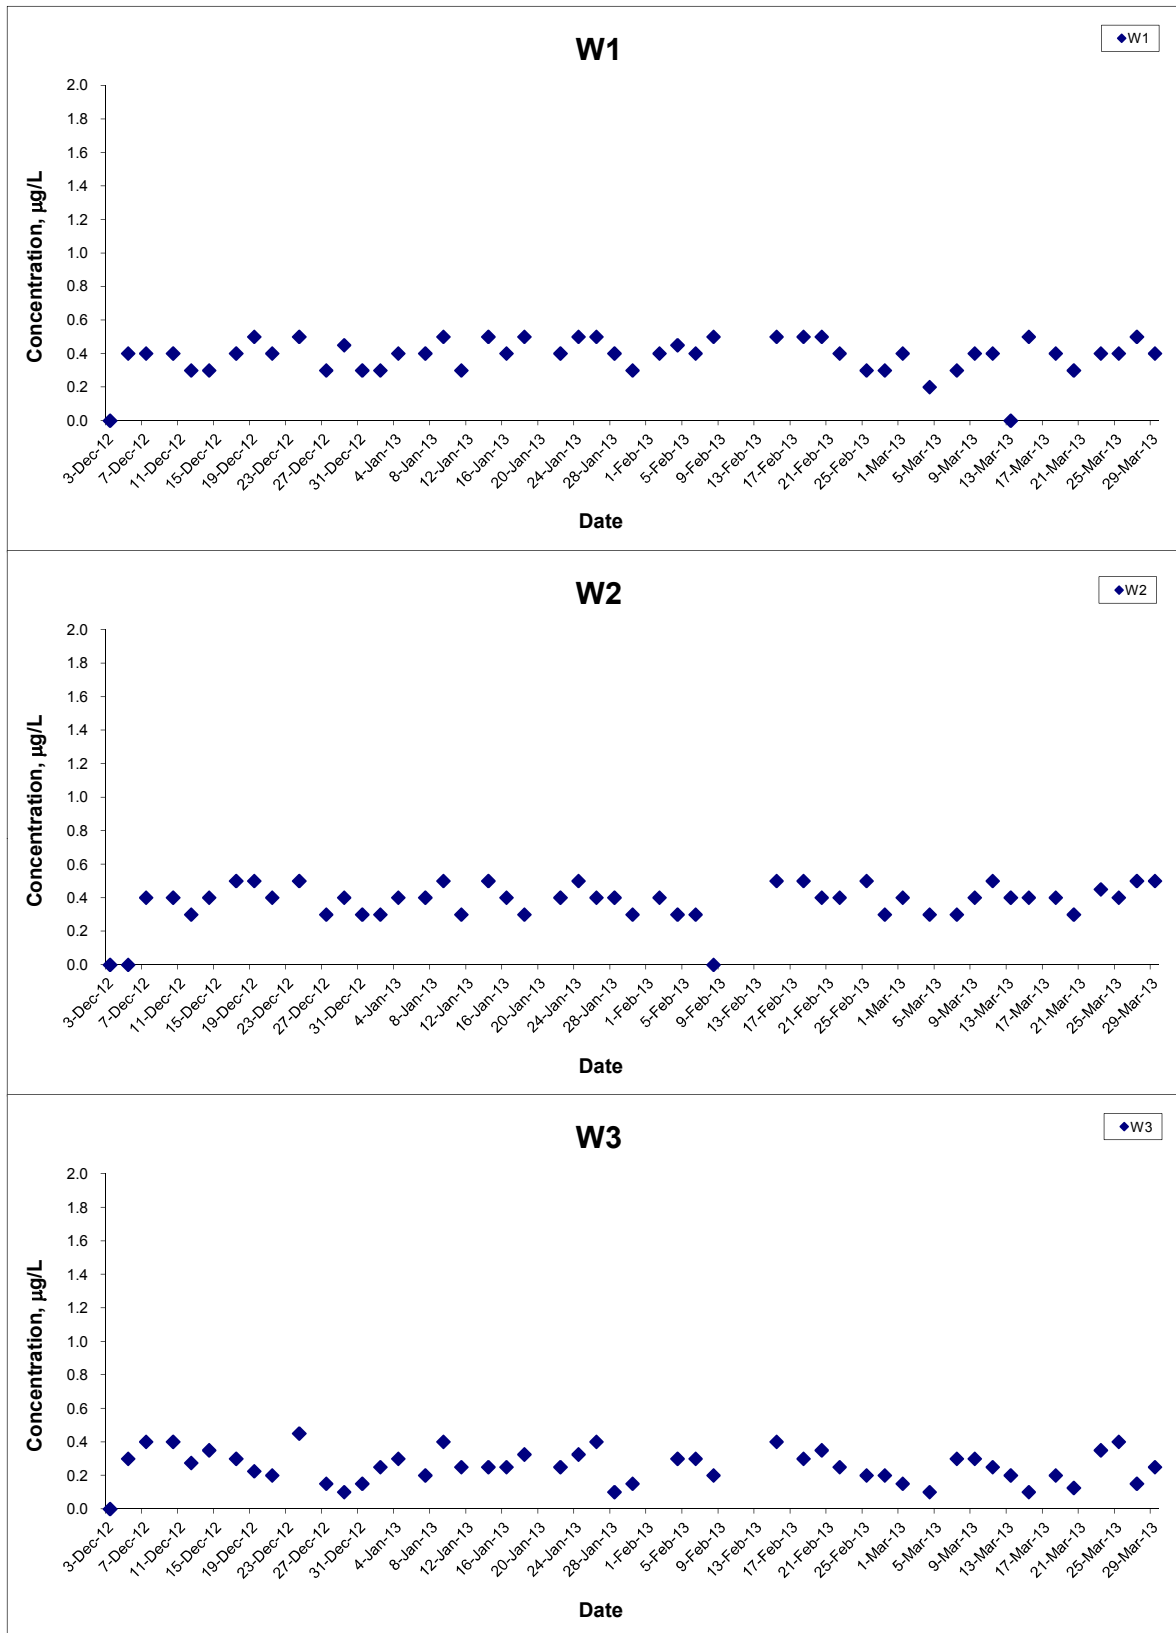 W1
W1
2.0
1.8
1.6
1.4
1.2
1.0
0.8
0.6
0.4
0.2
0.0
Concentration, µg/L
3-Dec-12
7-Dec-12
11-Dec-12
15-Dec-12
19-Dec-12
23-Dec-12
27-Dec-12
31-Dec-12
4-Jan-13
8-Jan-13
12-Jan-13
16-Jan-13
20-Jan-13
24-Jan-13
28-Jan-13
1-Feb-13
5-Feb-13
9-Feb-13
13-Feb-13
17-Feb-13
21-Feb-13
25-Feb-13
1-Mar-13
5-Mar-13
9-Mar-13
13-Mar-13
17-Mar-13
21-Mar-13
25-Mar-13
29-Mar-13
Date
W2
W2
2.0
1.8
1.6
1.4
1.2
1.0
0.8
0.6
0.4
0.2
0.0
Concentration, µg/L
3-Dec-12
7-Dec-12
11-Dec-12
15-Dec-12
19-Dec-12
23-Dec-12
27-Dec-12
31-Dec-12
4-Jan-13
8-Jan-13
12-Jan-13
16-Jan-13
20-Jan-13
24-Jan-13
28-Jan-13
1-Feb-13
5-Feb-13
9-Feb-13
13-Feb-13
17-Feb-13
21-Feb-13
25-Feb-13
1-Mar-13
5-Mar-13
9-Mar-13
13-Mar-13
17-Mar-13
21-Mar-13
25-Mar-13
29-Mar-13
Date
W3
W3
2.0
1.8
1.6
1.4
1.2
1.0
0.8
0.6
0.4
0.2
0.0
Concentration, µg/L
3-Dec-12
7-Dec-12
11-Dec-12
15-Dec-12
19-Dec-12
23-Dec-12
27-Dec-12
31-Dec-12
4-Jan-13
8-Jan-13
12-Jan-13
16-Jan-13
20-Jan-13
24-Jan-13
28-Jan-13
1-Feb-13
5-Feb-13
9-Feb-13
13-Feb-13
17-Feb-13
21-Feb-13
25-Feb-13
1-Mar-13
5-Mar-13
9-Mar-13
13-Mar-13
17-Mar-13
21-Mar-13
25-Mar-13
29-Mar-13
Date